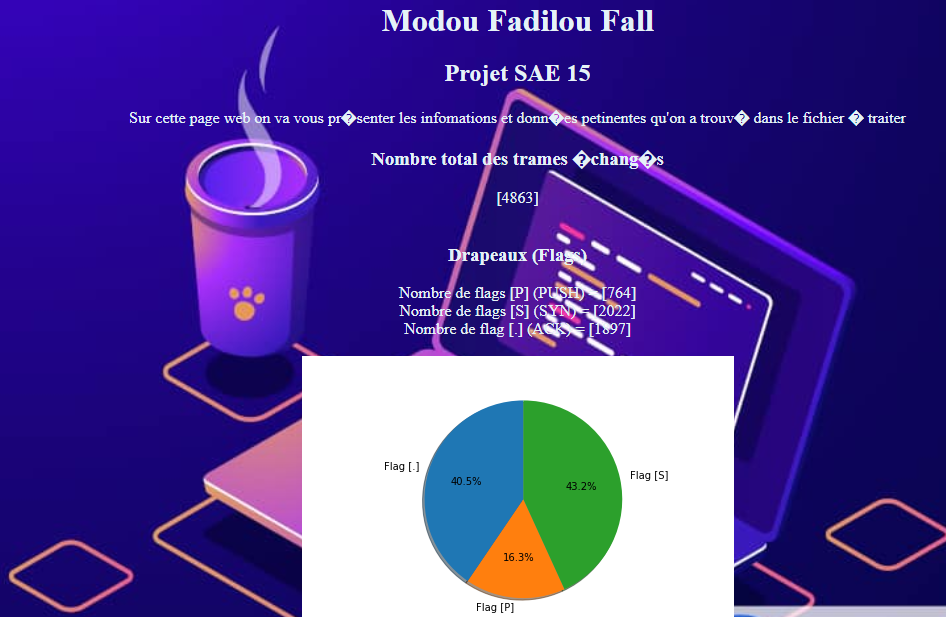 Modou Fadilou Fall
Projet SAE 15
Sur cette page web on va vous pr�senter les infomations et donn�es petinentes qu'on a trouv� dans le fichier � traiter
Nombre total des trames �chang�s
[4863]
Drapeaux (Flags)
Nombre de flags [P] (PUSH) = [764]
Nombre de flags [S] (SYN) = [2022]
Nombre de flag [.] (ACK) = [1897]
Flag [.]
40.5%
43.2%
Flag [S]
16.3%
Flag [P]